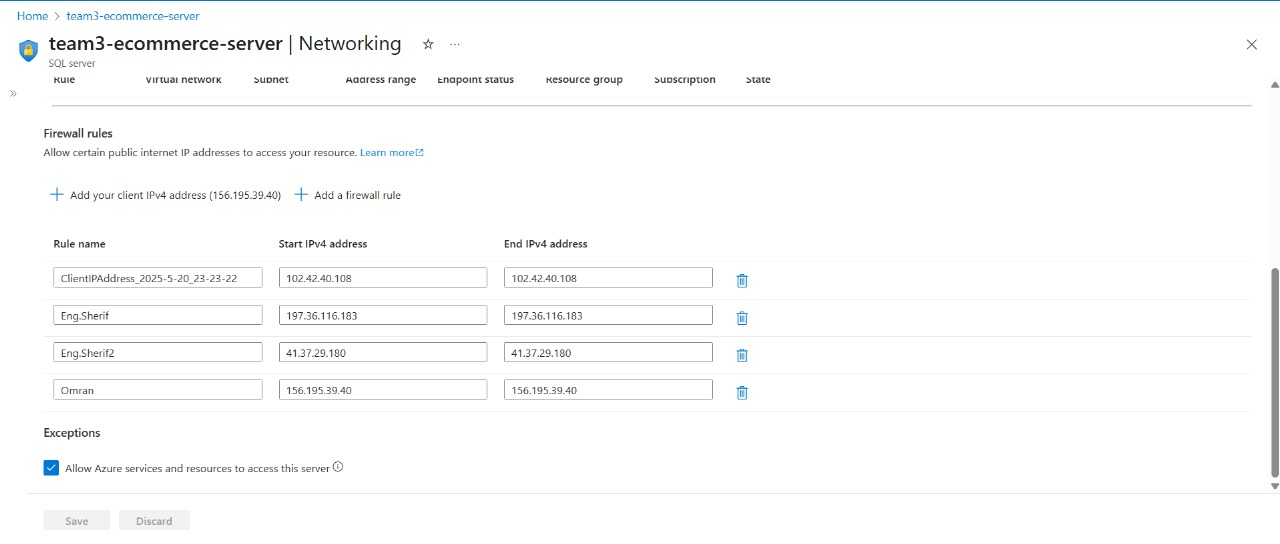 Home > team3-ecommerce-server
team3-ecommerce-server | Networking ☆ ...
SQL server
Rule Virtual network Subnet Address range Endpoint status Resource group Subscription State
Firewall rules
Allow certain public internet IP addresses to access your resource. Learn more
+ Add your client IPv4 address (156.195.39.40) + Add a firewall rule
Rule name Start IPv4 address End IPv4 address
ClientIPAddress_2025-5-20_23-23-22 102.42.40.108 102.42.40.108
Eng.Sherif 197.36.116.183 197.36.116.183
Eng.Sherif2 41.37.29.180 41.37.29.180
Omran 156.195.39.40 156.195.39.40
Exceptions
Allow Azure services and resources to access this server
Save Discard